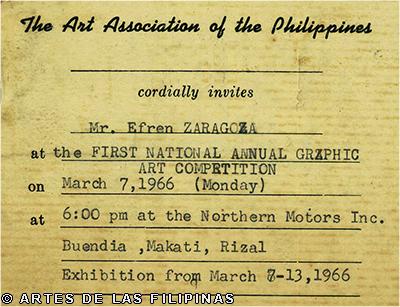 The Art Association of the Philippines
cordially invites
Mr. Efren ZARAGOZA
at the FIRST NATIONAL ANNUAL GRAPHIC
ART COMPETITION
on March 7,1966 (Monday)
at 6:00 pm at the Northern Motors Inc.
Buendia ,Makati, Rizal
Exhibition from March 7-13,1966
© ARTES DE LAS FILIPINAS